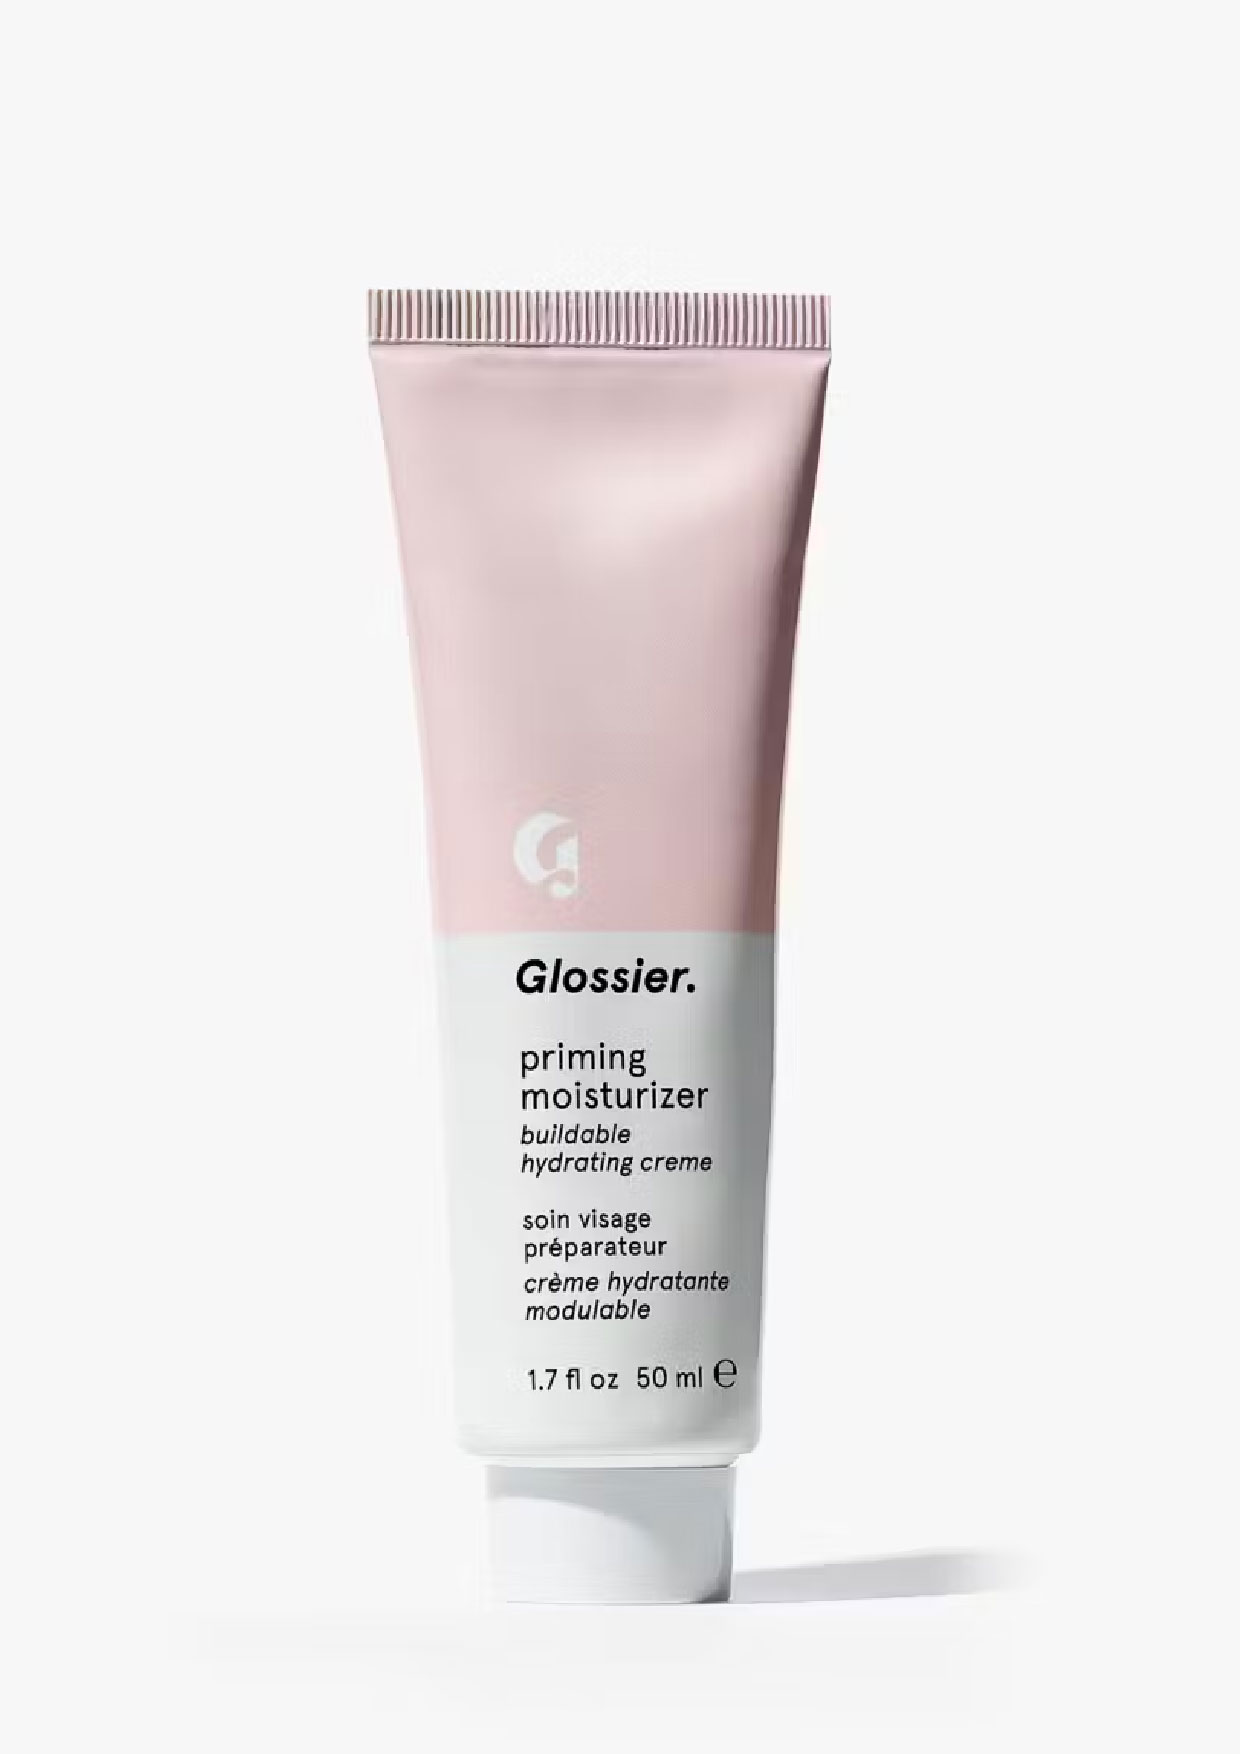 G
Glossier.
priming
moisturizer
buildable
hydrating creme
soin visage
préparateur
crème hydratante
modulable
1.7 fl oz 50 ml ℮